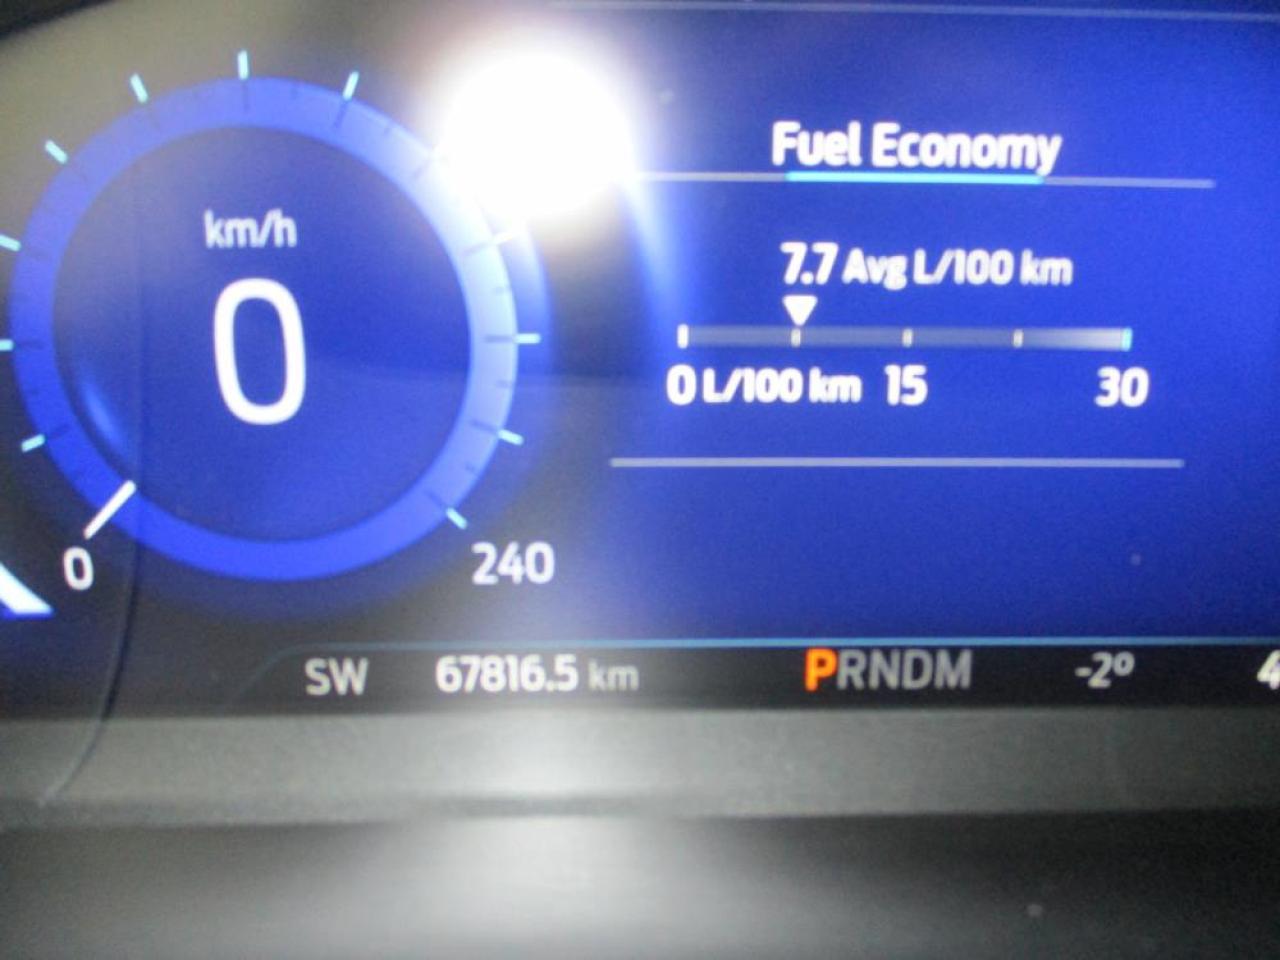 Fuel Economy
km/h
0
7.7 Avg L/100 km
0 L/100 km 15 30
0
240
SW 67816.5 km PRNDM -2°